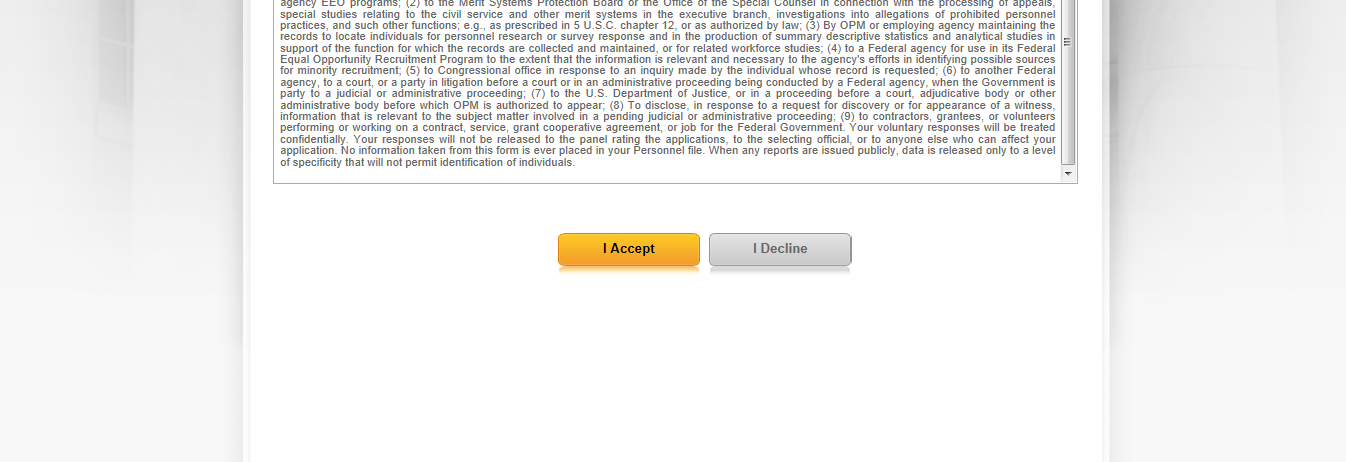 agency EEO programs; (2) to the Merit Systems Protection Board or the Office of the Special Counsel in connection with the processing of appeals,
special studies relating to the civil service and other merit systems in the executive branch, investigations into allegations of prohibited personnel
practices, and such other functions; e.g., as prescribed in 5 U.S.C. chapter 12, or as authorized by law; (3) By OPM or employing agency maintaining the
records to locate individuals for personnel research or survey response and in the production of summary descriptive statistics and analytical studies in
support of the function for which the records are collected and maintained, or for related workforce studies; (4) to a Federal agency for use in its Federal
Equal Opportunity Recruitment Program to the extent that the information is relevant and necessary to the agency's efforts in identifying possible sources
for minority recruitment; (5) to Congressional office in response to an inquiry made by the individual whose record is requested; (6) to another Federal
agency, to a court, or a party in litigation before a court or in an administrative proceeding being conducted by a Federal agency, when the Government is
party to a judicial or administrative proceeding; (7) to the U.S. Department of Justice, or in a proceeding before a court, adjudicative body or other
administrative body before which OPM is authorized to appear; (8) To disclose, in response to a request for discovery or for appearance of a witness,
information that is relevant to the subject matter involved in a pending judicial or administrative proceeding; (9) to contractors, grantees, or volunteers
performing or working on a contract, service, grant cooperative agreement, or job for the Federal Government. Your voluntary responses will be treated
confidentially. Your responses will not be released to the panel rating the applications, to the selecting official, or to anyone else who can affect your
application. No information taken from this form is ever placed in your Personnel file. When any reports are issued publicly, data is released only to a level
of specificity that will not permit identification of individuals.
I Accept
I Decline